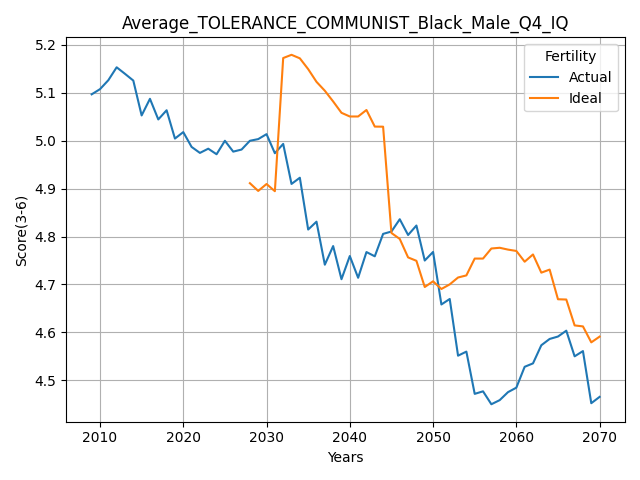 Average_TOLERANCE_COMMUNIST_Black_Male_Q4_IQ
Fertility
Actual
Ideal
Score(3-6)
5.2
5.1
5.0
4.9
4.8
4.7
4.6
4.5
2010 2020 2030 2040 2050 2060 2070
Years